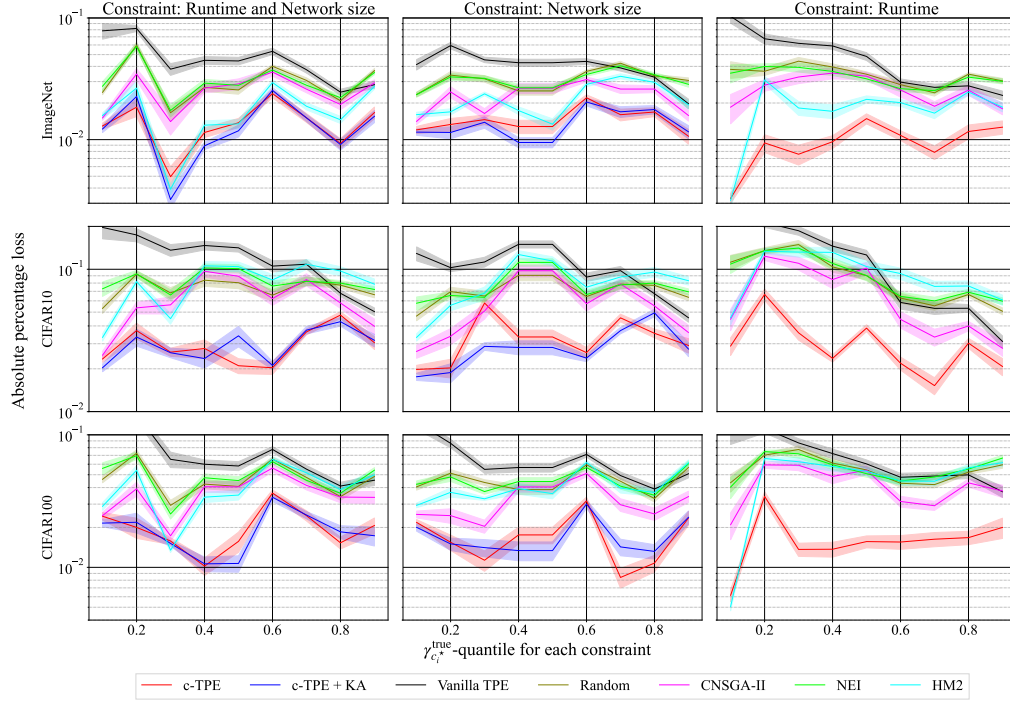 Constraint: Runtime and Network size
Constraint: Network size
Constraint: Runtime
Absolute percentage loss
ImageNet
10⁻¹
10⁻²
CIFAR10
10⁻¹
10⁻²
CIFAR100
10⁻¹
10⁻²
0.2 0.4 0.6 0.8
0.2 0.4 0.6 0.8
0.2 0.4 0.6 0.8
γ_{c_i^⋆}^{true}-quantile for each constraint
c-TPE c-TPE + KA Vanilla TPE Random CNSGA-II NEI HM2